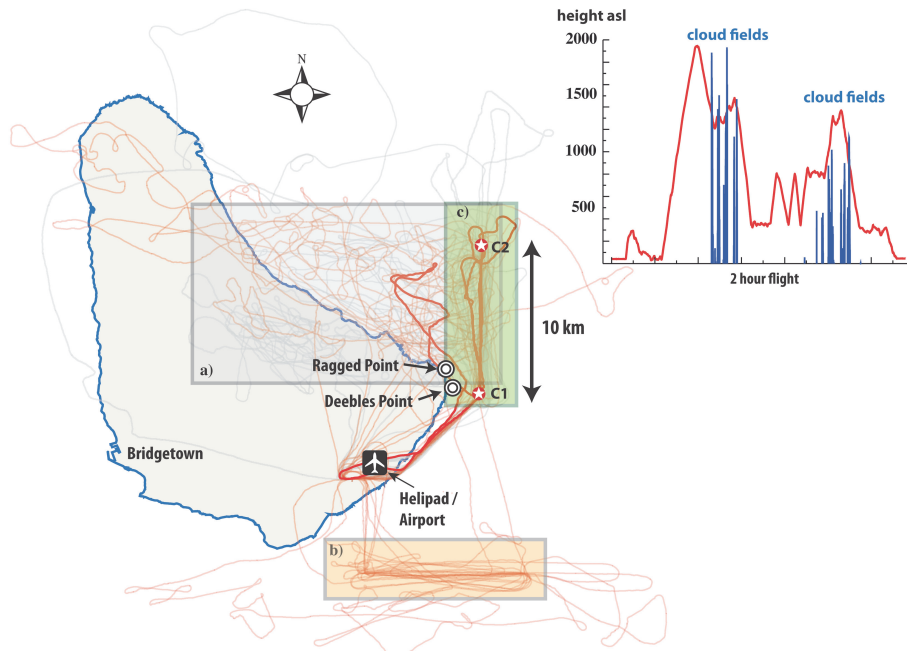 height asl
2000
cloud fields
1500
cloud fields
1000
500
2 hour flight
N
c)
C2
10 km
Ragged Point
a)
Deebles Point
C1
Bridgetown
Helipad /
Airport
b)